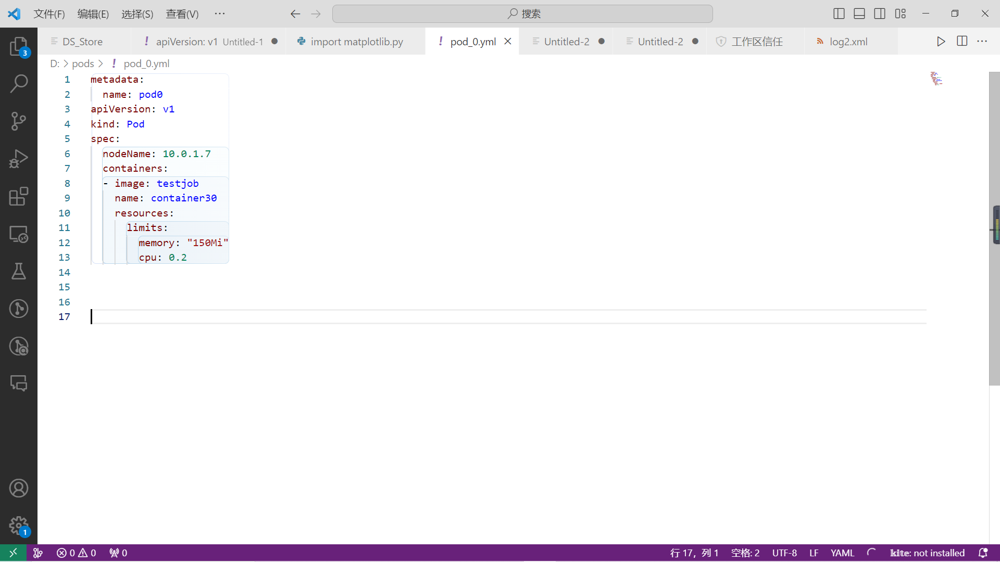 文件(F) 编辑(E) 选择(S) 查看(V) ··· 搜索
DS_Store apiVersion: v1 Untitled-1 import matplotlib.py pod_0.yml Untitled-2 Untitled-2 工作区信任 log2.xml
D: > pods > ! pod_0.yml
1 metadata:
2 name: pod0
3 apiVersion: v1
4 kind: Pod
5 spec:
6 nodeName: 10.0.1.7
7 containers:
8 - image: testjob
9 name: container30
10 resources:
11 limits:
12 memory: "150Mi"
13 cpu: 0.2
14
15
16
17
3
1
0 0 0 行 17，列 1 空格: 2 UTF-8 LF YAML kite: not installed